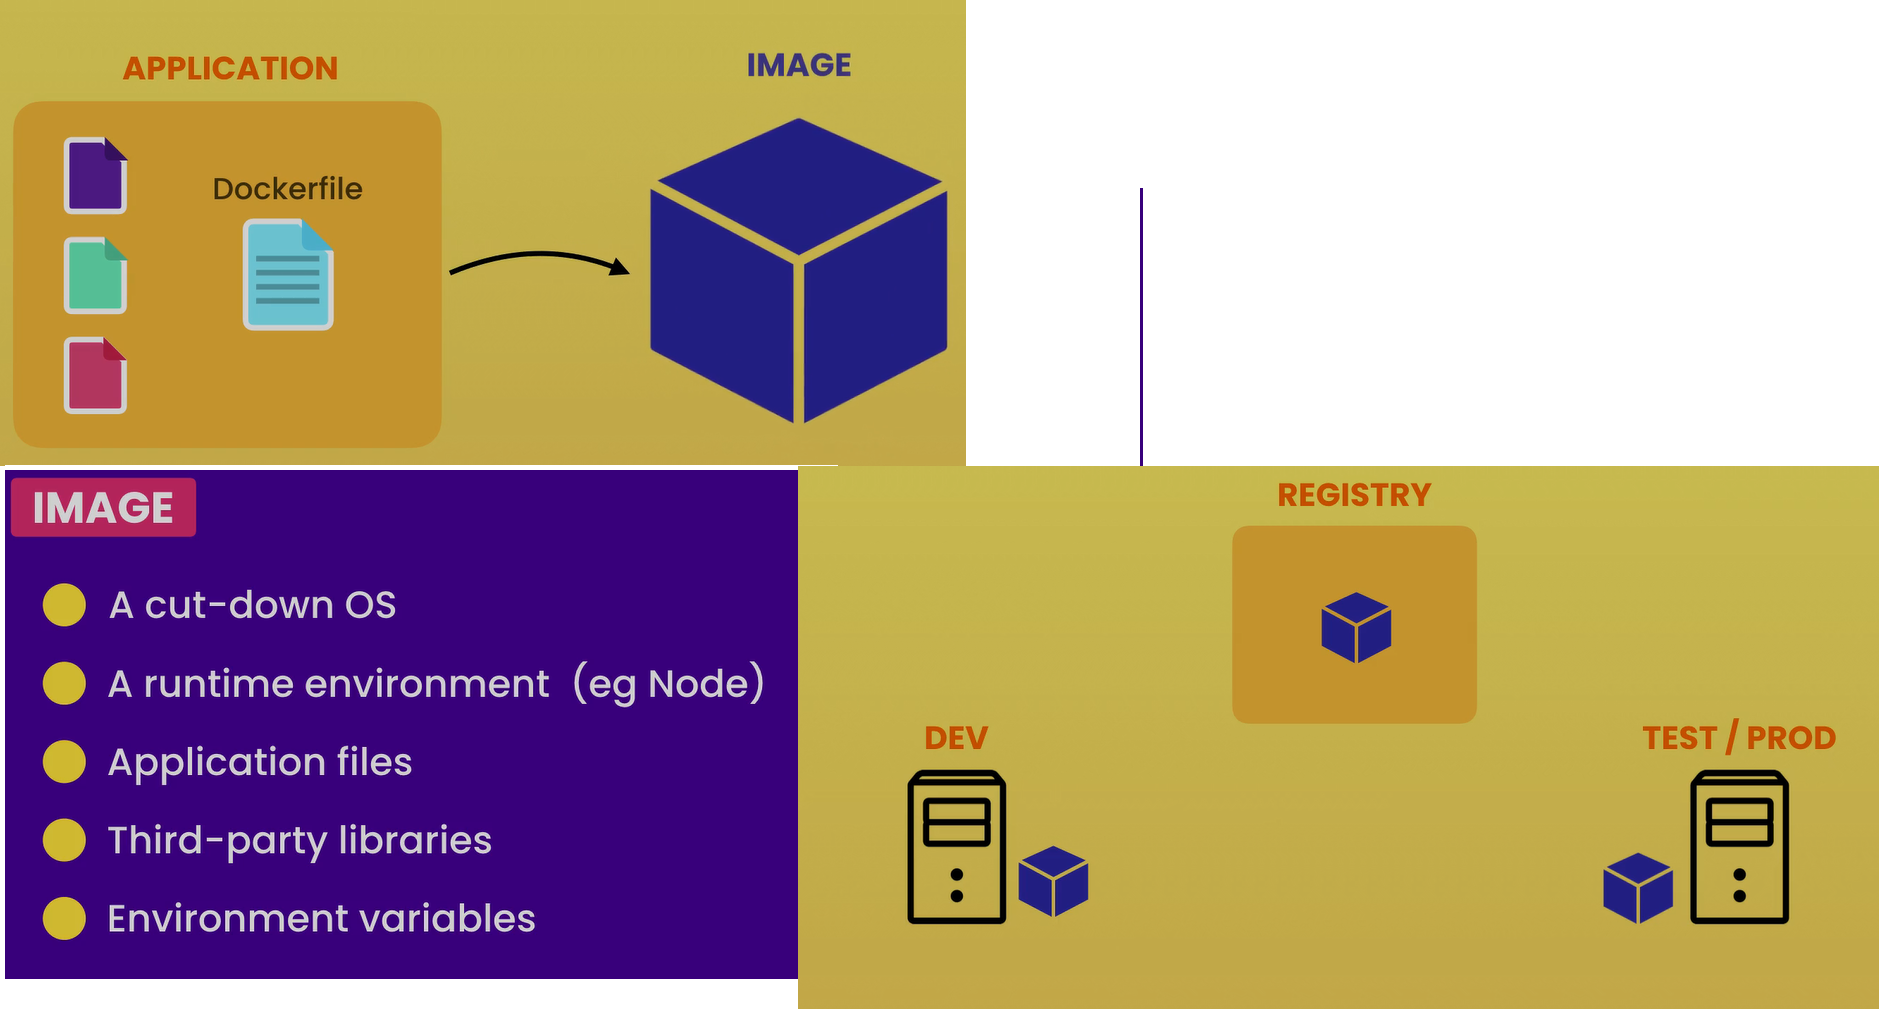 APPLICATION
IMAGE
Dockerfile
IMAGE
A cut-down OS
A runtime environment (eg Node)
Application files
Third-party libraries
Environment variables
REGISTRY
DEV
TEST / PROD